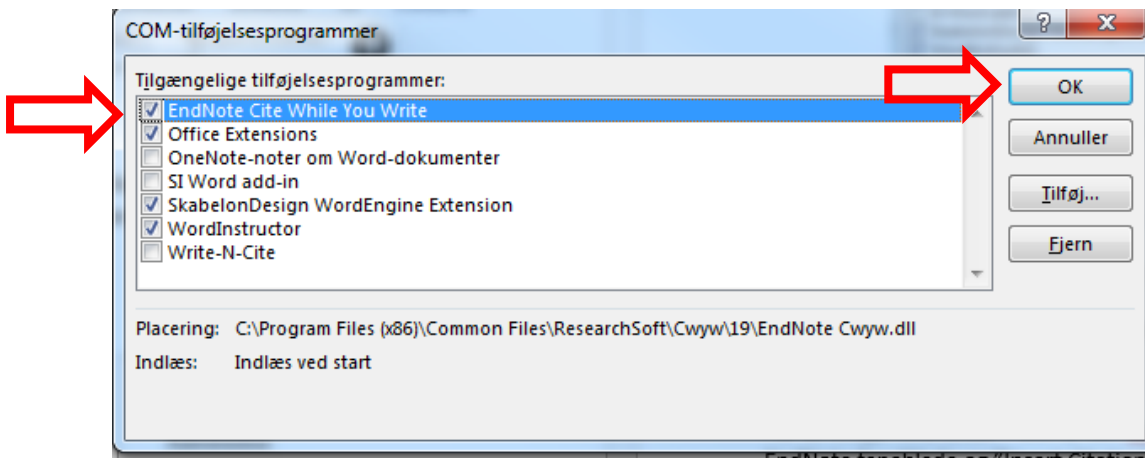 COM-tilføjelsesprogrammer
Tilgængelige tilføjelsesprogrammer:
EndNote Cite While You Write
Office Extensions
OneNote-noter om Word-dokumenter
SI Word add-in
SkabelonDesign WordEngine Extension
WordInstructor
Write-N-Cite
OK
Annuller
Tilføj...
Fjern
Placering: C:\Program Files (x86)\Common Files\ResearchSoft\Cwyw\19\EndNote Cwyw.dll
Indlæs: Indlæs ved start